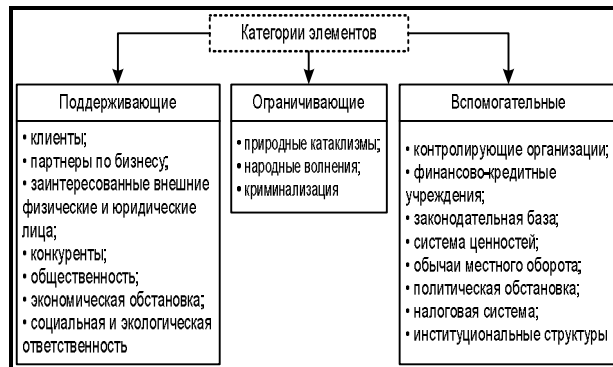 Категории элементов
Поддерживающие
• клиенты;
• партнеры по бизнесу;
• заинтересованные внешние
физические и юридические
лица;
• конкуренты;
• общественность;
• экономическая обстановка;
• социальная и экологическая
ответственность
Ограничивающие
• природные катаклизмы;
• народные волнения;
• криминализация
Вспомогательные
• контролирующие организации;
• финансово-кредитные
учреждения;
• законодательная база;
• система ценностей;
• обычаи местного оборота;
• политическая обстановка;
• налоговая система;
• институциональные структуры